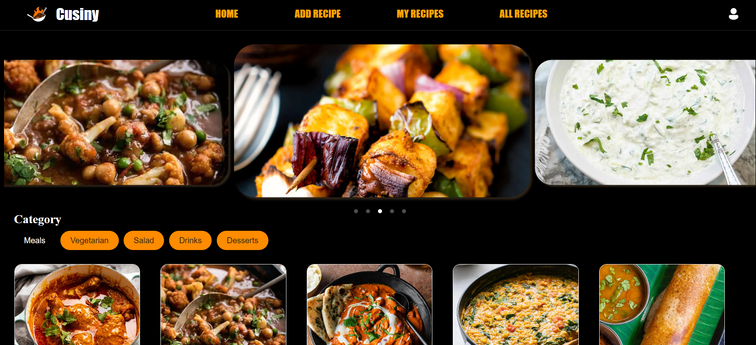 Cusiny HOME ADD RECIPE MY RECIPES ALL RECIPES
Category
Meals Vegetarian Salad Drinks Desserts